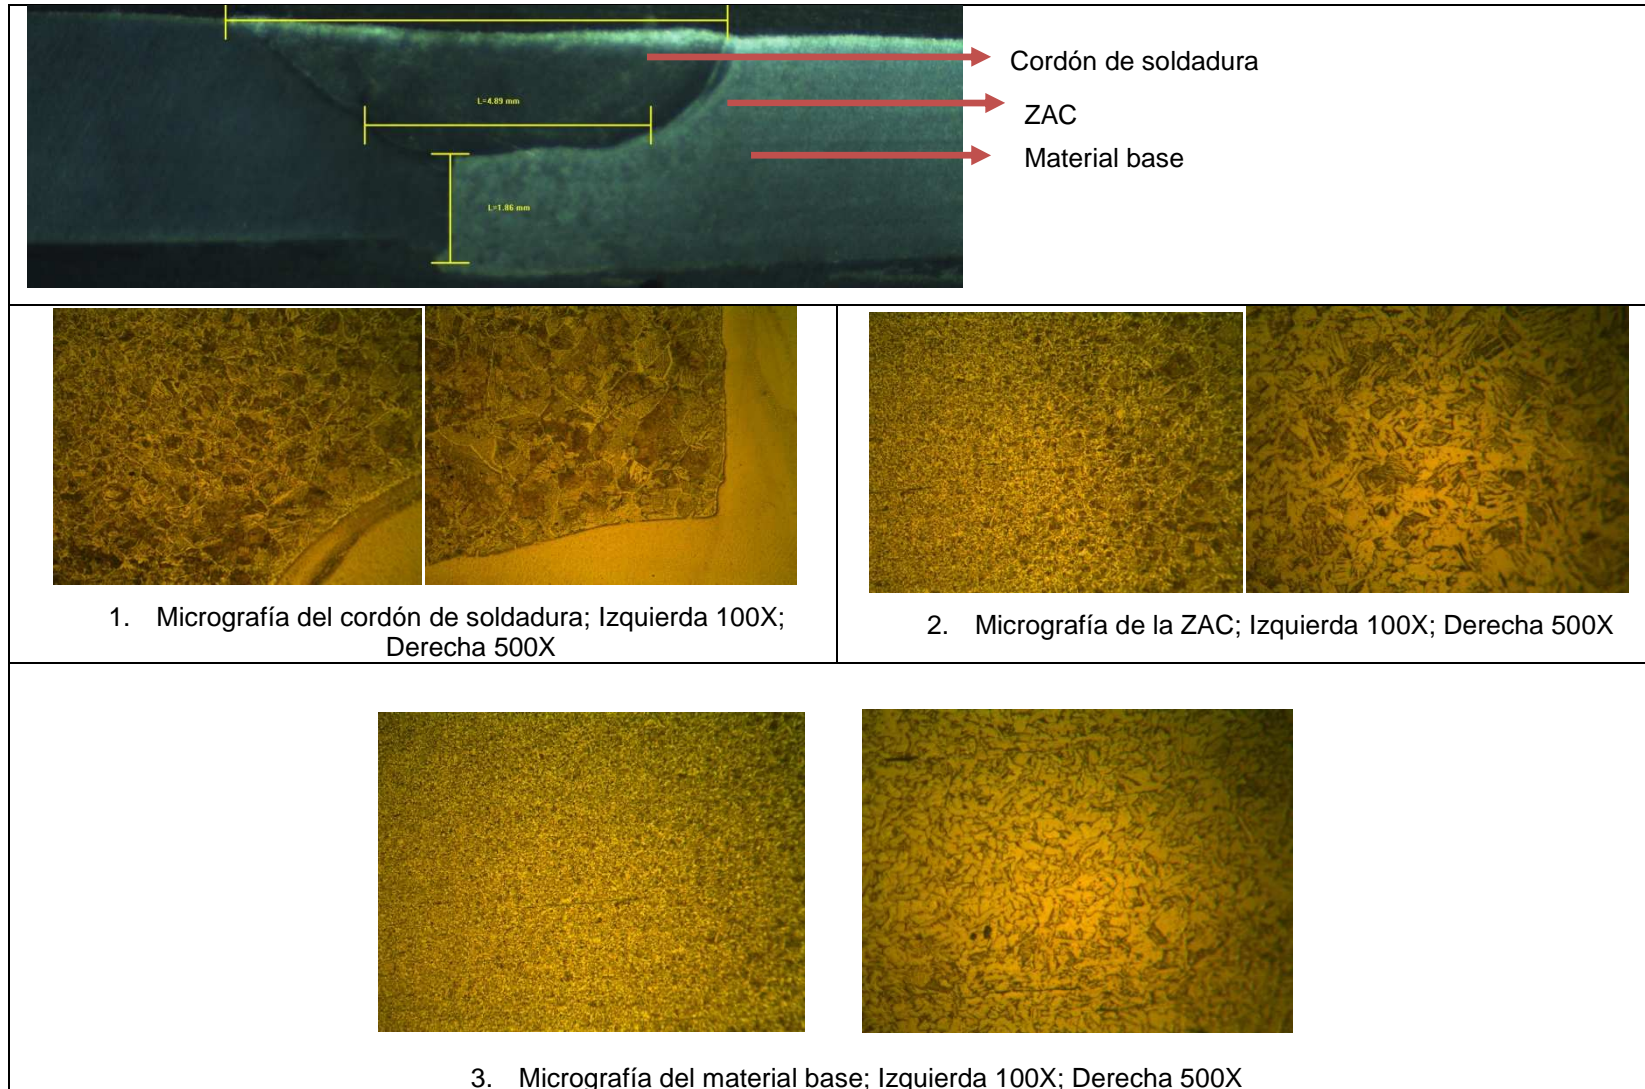 Cordón de soldadura
L=4.89 mm
ZAC
Material base
L=1.86 mm
1. Micrografía del cordón de soldadura; Izquierda 100X;
Derecha 500X
2. Micrografía de la ZAC; Izquierda 100X; Derecha 500X
3. Micrografía del material base; Izquierda 100X; Derecha 500X